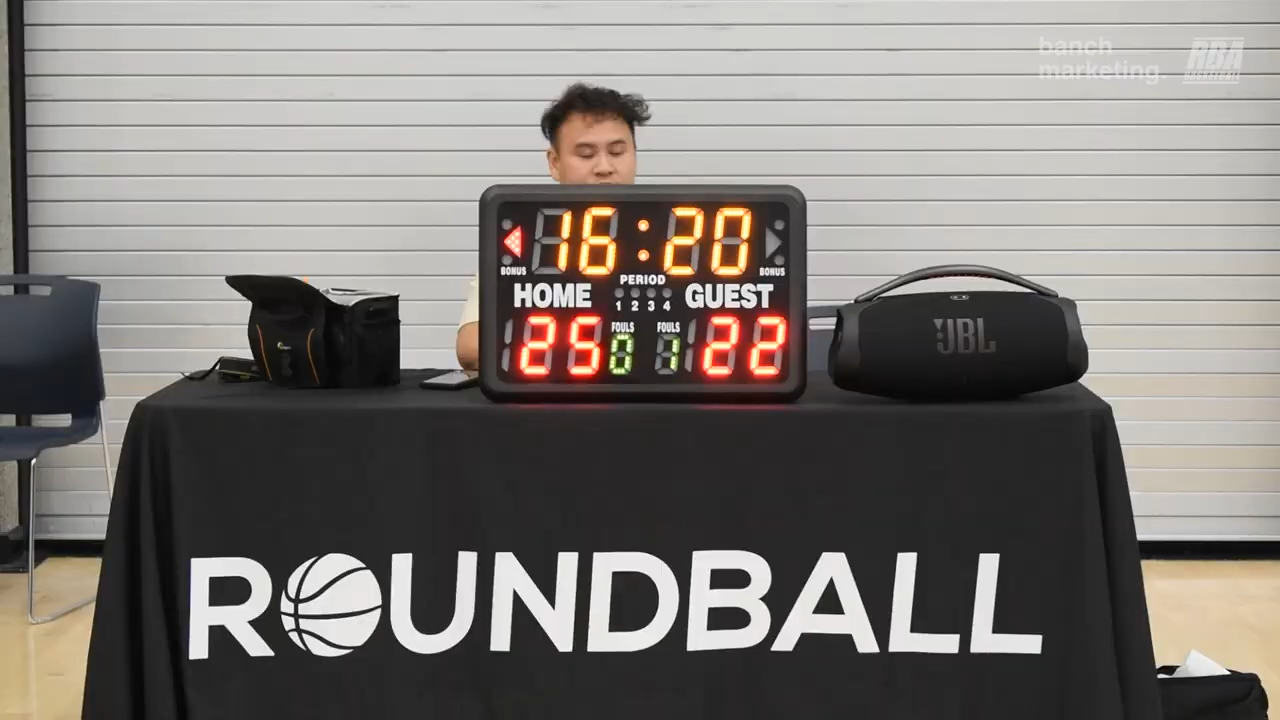 banch
marketing.
RBA
BASKETBALL
16:20
BONUS
BONUS
PERIOD
HOME
1 2 3 4
GUEST
25
FOULS
0
FOULS
1
22
JBL
ROUNDBALL